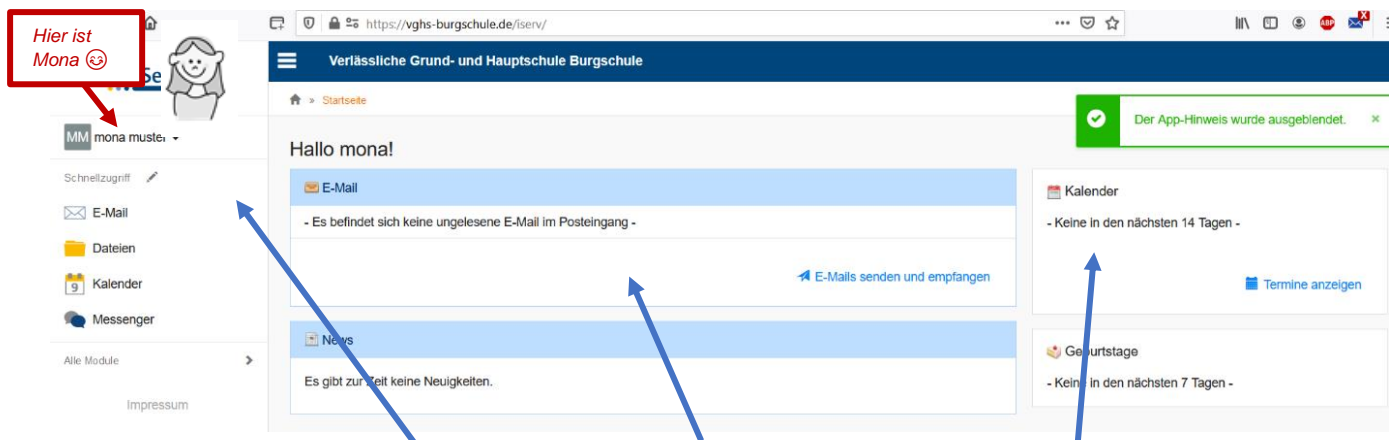 Hier ist
Mona
https://vghs-burgschule.de/iserv/
ABP
X
Se
Verlässliche Grund- und Hauptschule Burgschule
» Startseite
Der App-Hinweis wurde ausgeblendet. ×
MM mona muster
Hallo mona!
Schnellzugriff
E-Mail
Dateien
9 Kalender
Messenger
Alle Module
Impressum
E-Mail
- Es befindet sich keine ungelesene E-Mail im Posteingang -
E-Mails senden und empfangen
News
Es gibt zur Zeit keine Neuigkeiten.
Kalender
- Keine in den nächsten 14 Tagen -
Termine anzeigen
Geburtstage
- Keine in den nächsten 7 Tagen -